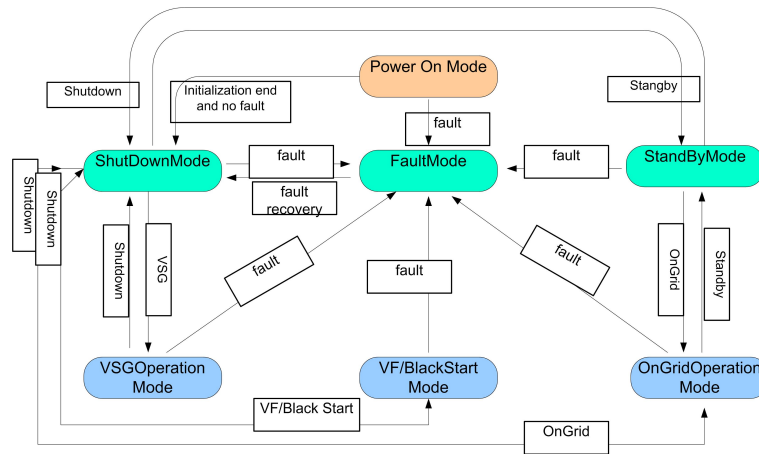 Power On Mode
Shutdown
Initialization end
and no fault
Stangby
fault
ShutDownMode
fault
FaultMode
fault
StandByMode
fault
recovery
Shutdown
Shutdown
Shutdown
VSG
fault
fault
fault
OnGrid
Standby
VSGOperation
Mode
VF/BlackStart
Mode
OnGridOperation
Mode
VF/Black Start
OnGrid